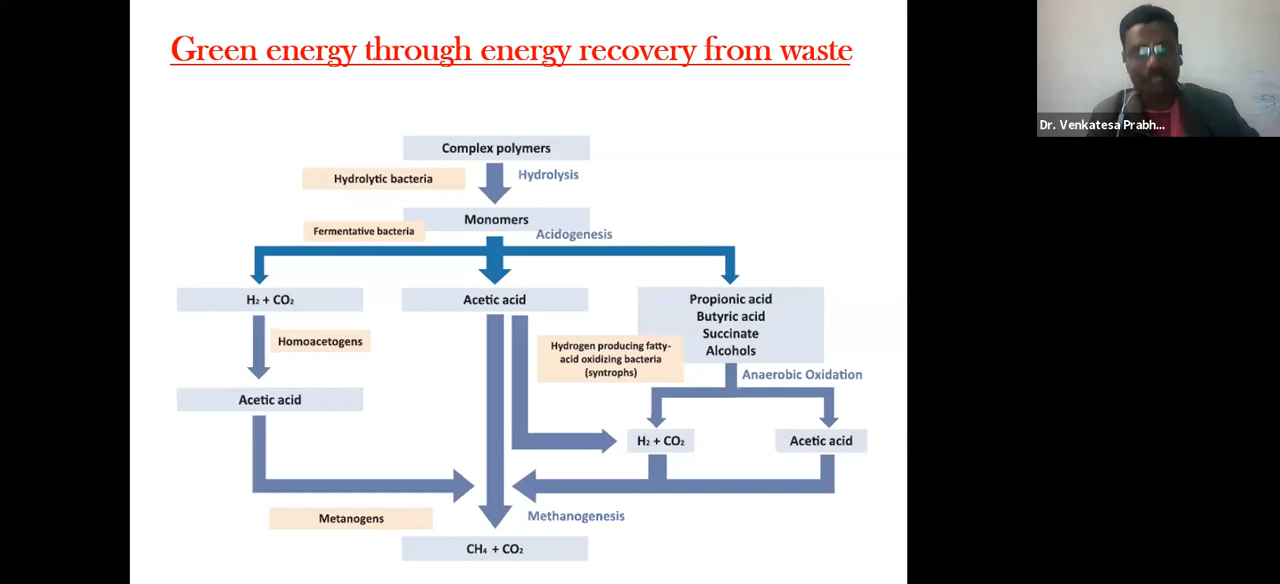 Green energy through energy recovery from waste
Dr. Venkatesa Prabh...
Complex polymers
Hydrolytic bacteria
Hydrolysis
Monomers
Fermentative bacteria
Acidogenesis
H₂ + CO₂
Acetic acid
Propionic acid
Butyric acid
Succinate
Alcohols
Homoacetogens
Hydrogen producing fatty-
acid oxidizing bacteria
(syntrophs)
Anaerobic Oxidation
Acetic acid
H₂ + CO₂
Acetic acid
Metanogens
Methanogenesis
CH₄ + CO₂